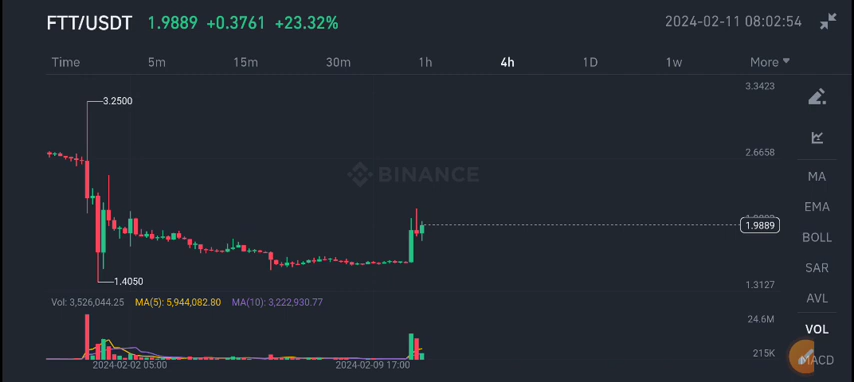 FTT/USDT 1.9889 +0.3761 +23.32% 2024-02-11 08:02:54
Time 5m 15m 30m 1h 4h 1D 1w More
3.3423
3.2500
2.6658
BINANCE
MA
EMA
1.9889
BOLL
SAR
1.4050
1.3127
AVL
Vol: 3,526,044.25 MA(5): 5,944,082.80 MA(10): 3,222,930.77
24.6M
VOL
215K
MACD
2024-02-02 05:00 2024-02-09 17:00